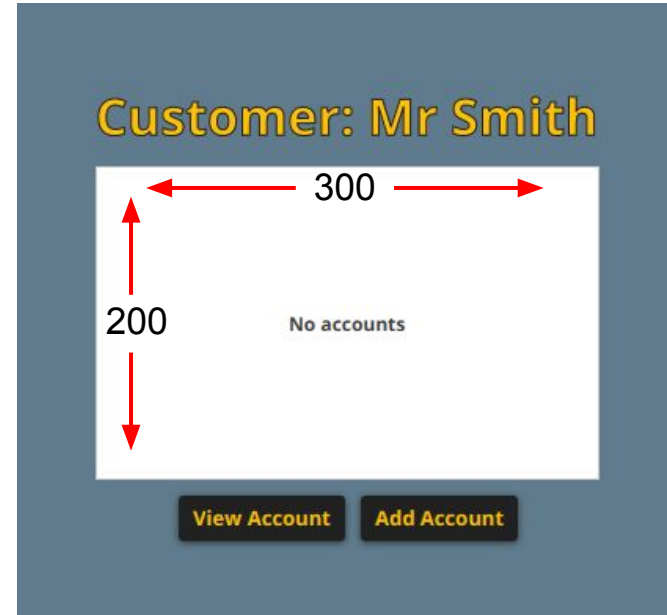 Customer: Mr Smith
300
200
No accounts
View Account
Add Account